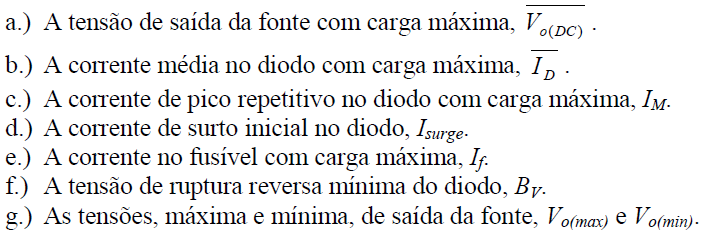 a.) A tensão de saída da fonte com carga máxima, V̅o(DC) .
b.) A corrente média no diodo com carga máxima, I̅D .
c.) A corrente de pico repetitivo no diodo com carga máxima, IM.
d.) A corrente de surto inicial no diodo, Isurge.
e.) A corrente no fusível com carga máxima, If.
f.) A tensão de ruptura reversa mínima do diodo, BV.
g.) As tensões, máxima e mínima, de saída da fonte, Vo(max) e Vo(min).